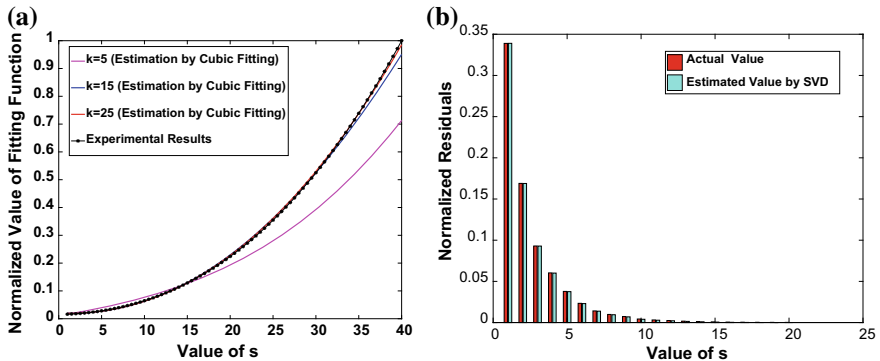 (a)
Normalized Value of Fitting Function
1
0.9
0.8
0.7
0.6
0.5
0.4
0.3
0.2
0.1
0
k=5 (Estimation by Cubic Fitting)
k=15 (Estimation by Cubic Fitting)
k=25 (Estimation by Cubic Fitting)
Experimental Results
0 5 10 15 20 25 30 35 40
Value of s
(b)
Normalized Residuals
0.35
0.3
0.25
0.2
0.15
0.1
0.05
0
Actual Value
Estimated Value by SVD
0 5 10 15 20 25
Value of s